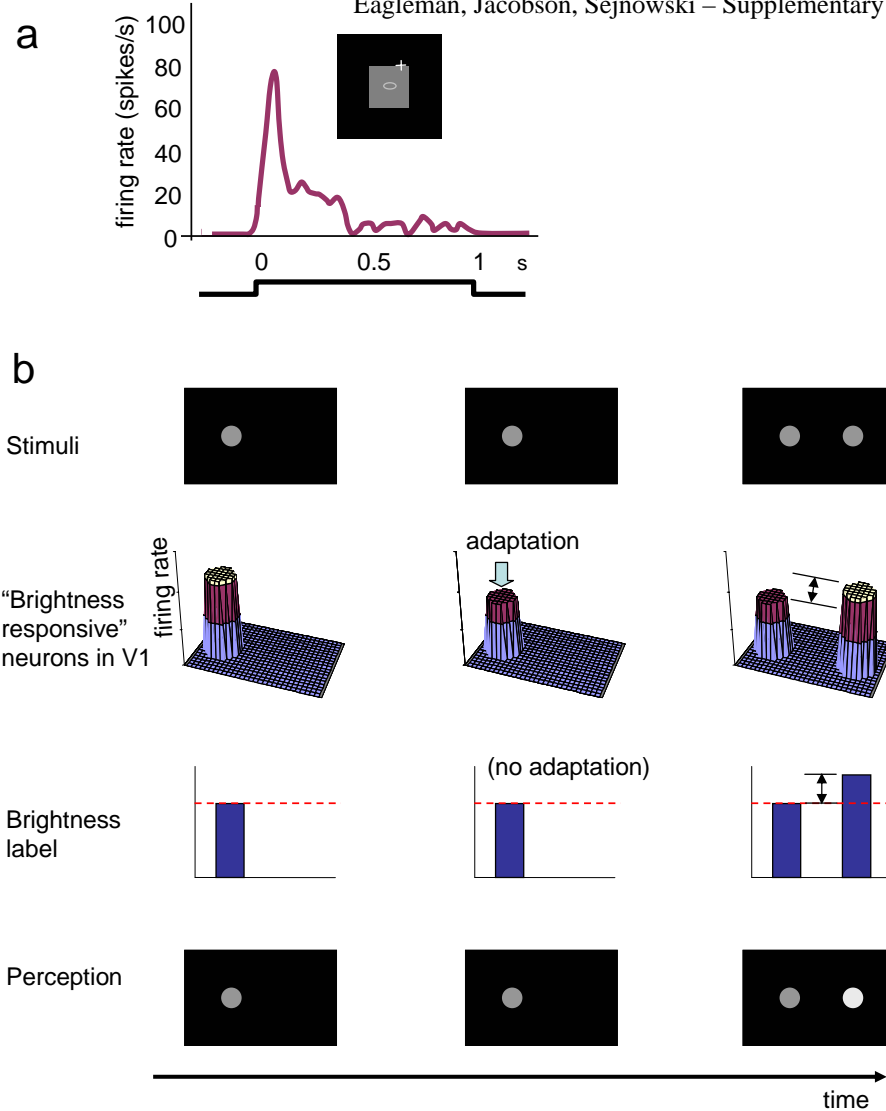 Eagleman, Jacobson, Sejnowski – Supplementary
a
firing rate (spikes/s)
100
80
60
40
20
0
0 0.5 1 s
b
Stimuli
adaptation
firing rate
“Brightness
responsive”
neurons in V1
(no adaptation)
Brightness
label
Perception
time